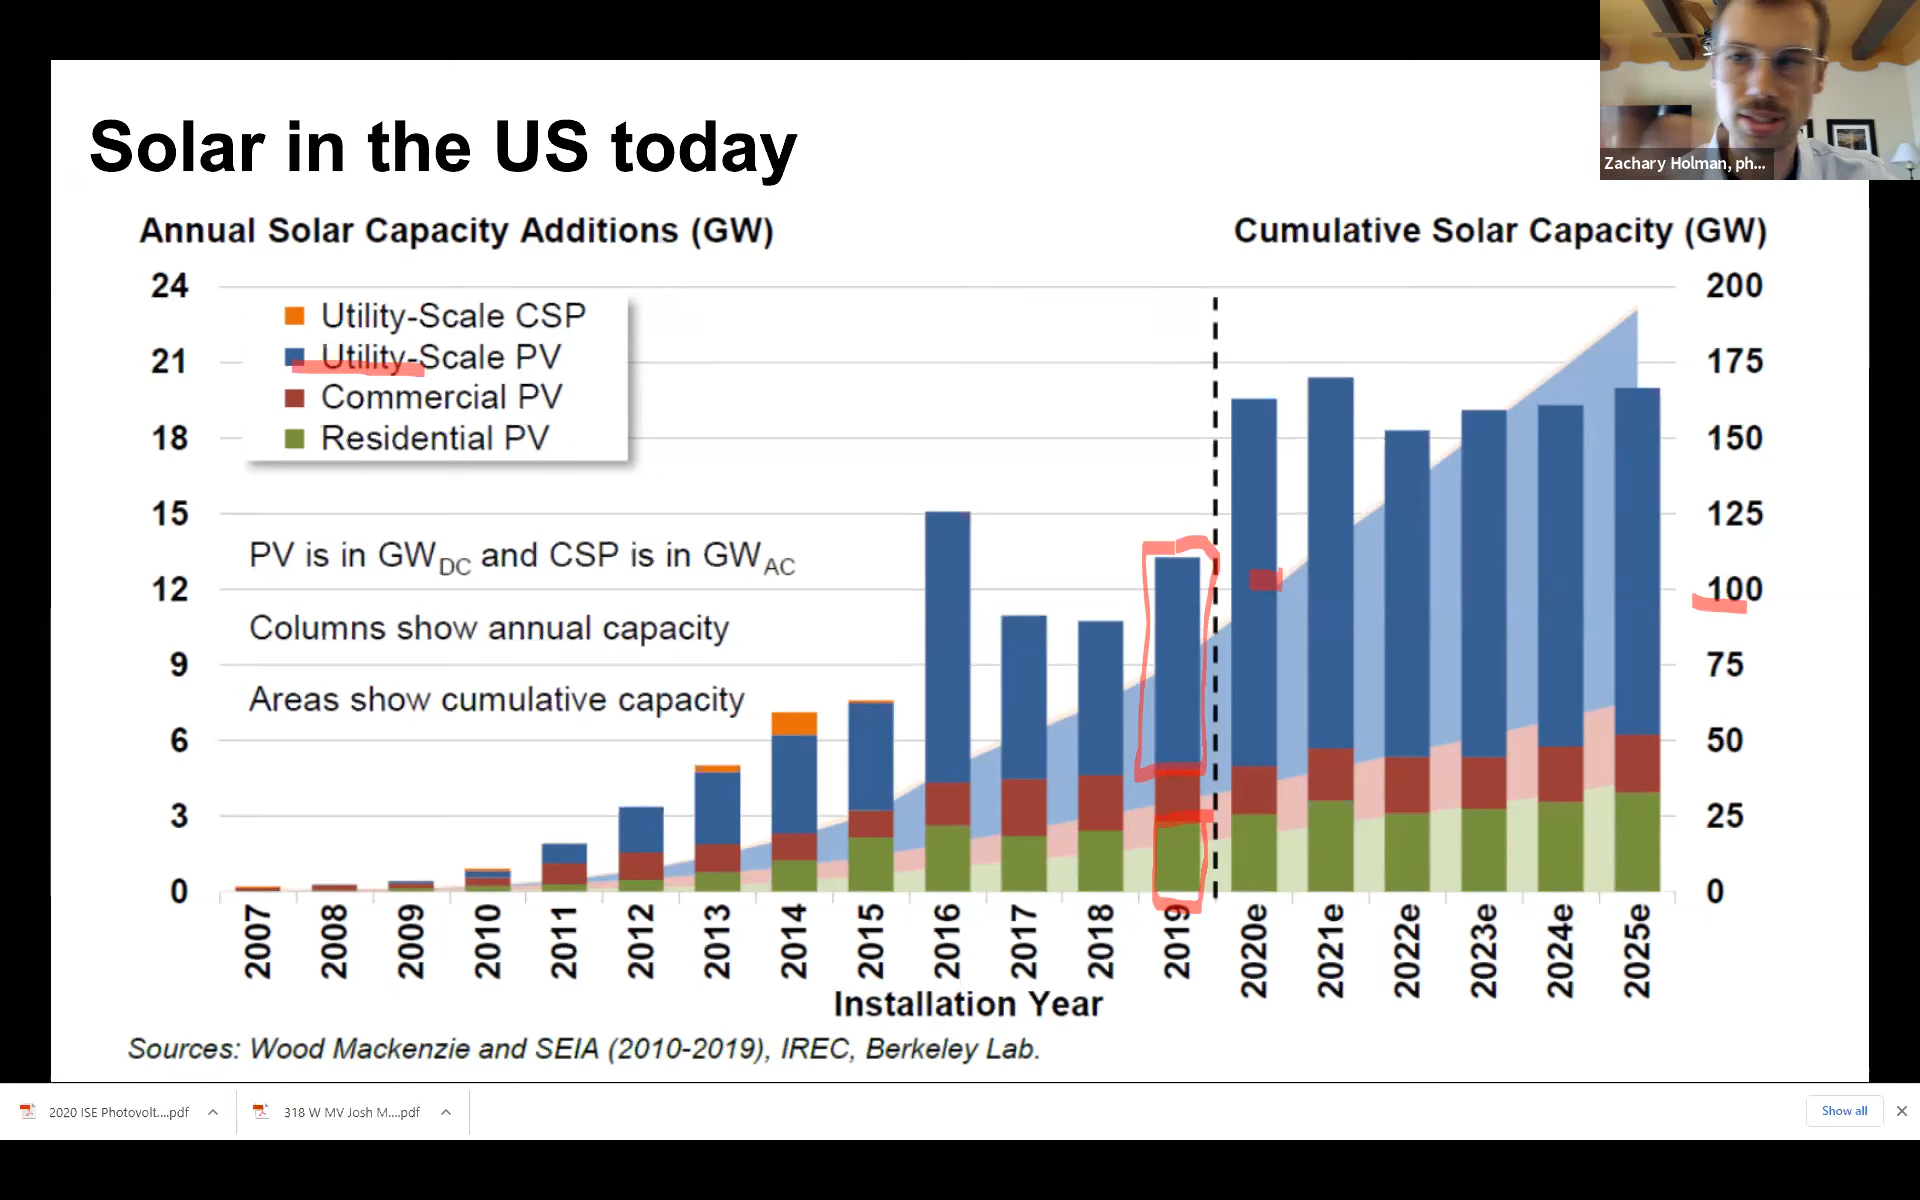 Zachary Holman, ph...
Solar in the US today
Annual Solar Capacity Additions (GW)
Cumulative Solar Capacity (GW)
24
21
18
15
12
9
6
3
0
Utility-Scale CSP
Utility-Scale PV
Commercial PV
Residential PV
PV is in GW_DC and CSP is in GW_AC
Columns show annual capacity
Areas show cumulative capacity
200
175
150
125
100
75
50
25
0
2007
2008
2009
2010
2011
2012
2013
2014
2015
2016
2017
2018
2019
2020e
2021e
2022e
2023e
2024e
2025e
Installation Year
Sources: Wood Mackenzie and SEIA (2010-2019), IREC, Berkeley Lab.
2020 ISE Photovolt....pdf
318 W MV Josh M....pdf
Show all